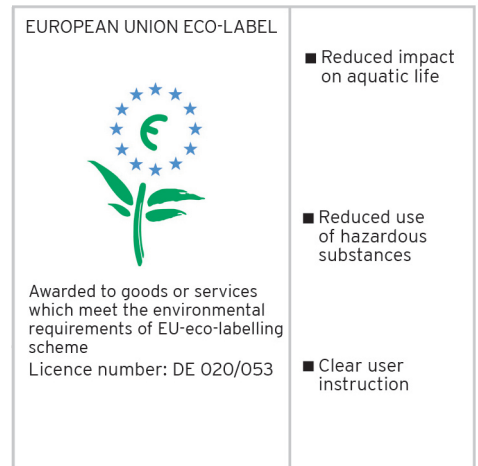 EUROPEAN UNION ECO-LABEL
Awarded to goods or services
which meet the environmental
requirements of EU-eco-labelling
scheme
Licence number: DE 020/053
■ Reduced impact
on aquatic life
■ Reduced use
of hazardous
substances
■ Clear user
instruction